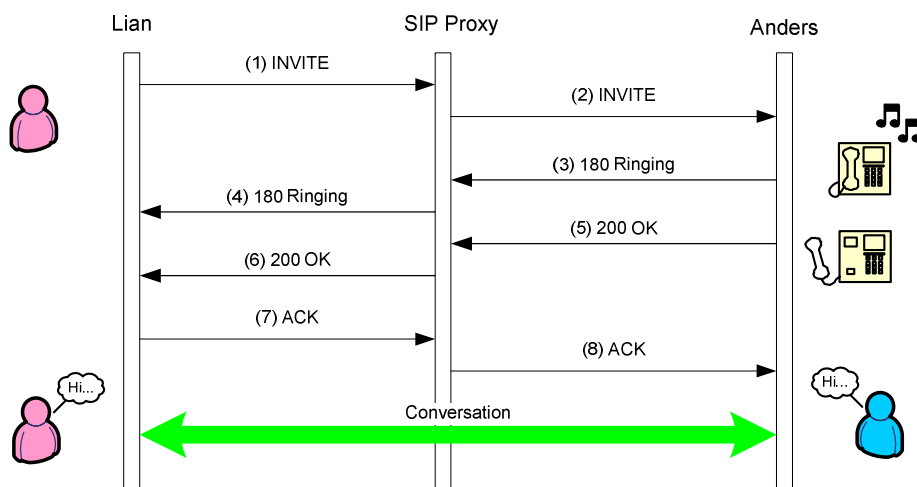 Lian
SIP Proxy
Anders
(1) INVITE
(2) INVITE
(3) 180 Ringing
(4) 180 Ringing
(5) 200 OK
(6) 200 OK
(7) ACK
(8) ACK
Hi...
Hi...
Conversation